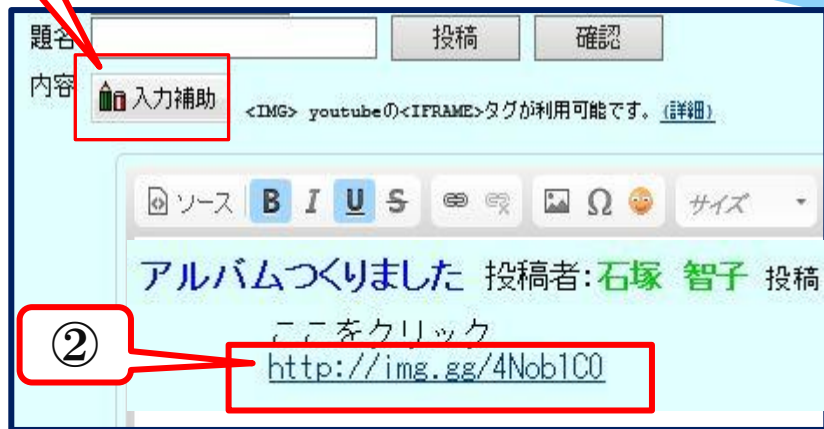 題名 投稿 確認
内容 入力補助 <IMG> youtubeの<IFRAME>タグが利用可能です。(詳細)
ソース B I U S Ω サイズ
アルバムつくりました 投稿者:石塚 智子 投稿
ここをクリック
② http://img.gg/4Nob1C0